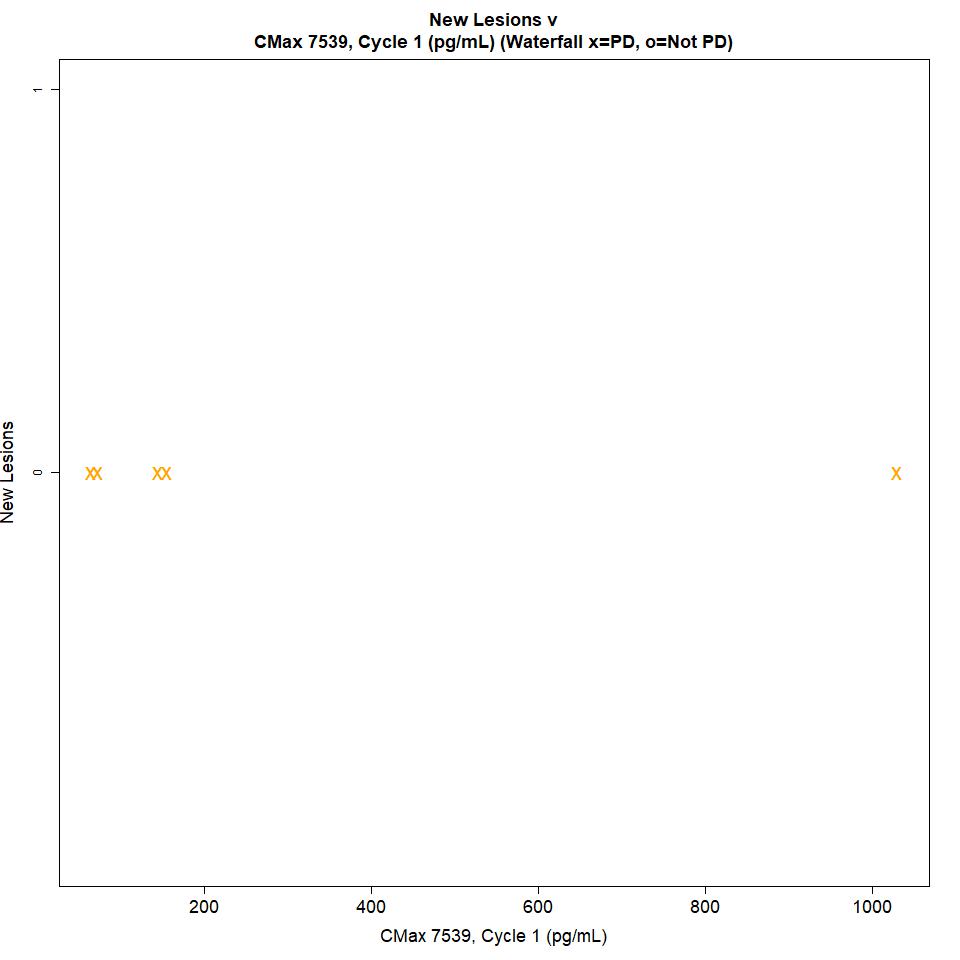 New Lesions v
CMax 7539, Cycle 1 (pg/mL) (Waterfall x=PD, o=Not PD)
1
New Lesions
0
XX XX X
200 400 600 800 1000
CMax 7539, Cycle 1 (pg/mL)